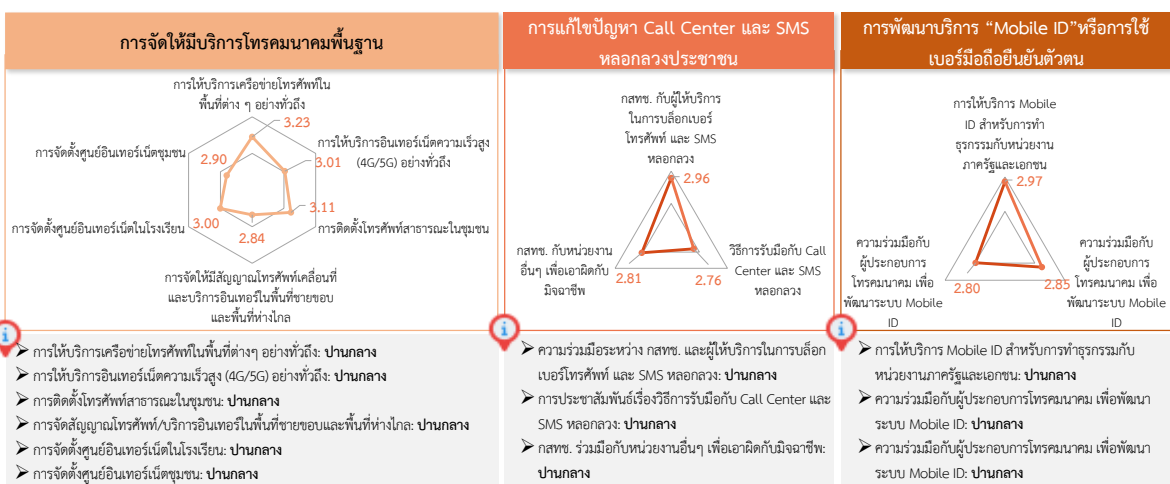 การจัดให้มีบริการโทรคมนาคมพื้นฐาน
การให้บริการเครือข่ายโทรศัพท์ใน
พื้นที่ต่าง ๆ อย่างทั่วถึง
3.23
การให้บริการอินเทอร์เน็ตความเร็วสูง
(4G/5G) อย่างทั่วถึง
3.01
การติดตั้งโทรศัพท์สาธารณะในชุมชน
3.11
การจัดให้มีสัญญาณโทรศัพท์เคลื่อนที่
และบริการอินเทอร์ในพื้นที่ชายขอบ
และพื้นที่ห่างไกล
2.84
การจัดตั้งศูนย์อินเทอร์เน็ตในโรงเรียน
3.00
การจัดตั้งศูนย์อินเทอร์เน็ตชุมชน
2.90
i
➤ การให้บริการเครือข่ายโทรศัพท์ในพื้นที่ต่างๆ อย่างทั่วถึง: ปานกลาง
➤ การให้บริการอินเทอร์เน็ตความเร็วสูง (4G/5G) อย่างทั่วถึง: ปานกลาง
➤ การติดตั้งโทรศัพท์สาธารณะในชุมชน: ปานกลาง
➤ การจัดสัญญาณโทรศัพท์/บริการอินเทอร์ในพื้นที่ชายขอบและพื้นที่ห่างไกล: ปานกลาง
➤ การจัดตั้งศูนย์อินเทอร์เน็ตในโรงเรียน: ปานกลาง
➤ การจัดตั้งศูนย์อินเทอร์เน็ตชุมชน: ปานกลาง
การแก้ไขปัญหา Call Center และ SMS
หลอกลวงประชาชน
กสทช. กับผู้ให้บริการ
ในการบล็อกเบอร์
โทรศัพท์ และ SMS
หลอกลวง
2.96
วิธีการรับมือกับ Call
Center และ SMS
หลอกลวง
2.76
กสทช. กับหน่วยงาน
อื่นๆ เพื่อเอาผิดกับ
มิจฉาชีพ
2.81
i
➤ ความร่วมมือระหว่าง กสทช. และผู้ให้บริการในการบล็อก
เบอร์โทรศัพท์ และ SMS หลอกลวง: ปานกลาง
➤ การประชาสัมพันธ์เรื่องวิธีการรับมือกับ Call Center และ
SMS หลอกลวง: ปานกลาง
➤ กสทช. ร่วมมือกับหน่วยงานอื่นๆ เพื่อเอาผิดกับมิจฉาชีพ:
ปานกลาง
การพัฒนาบริการ “Mobile ID”หรือการใช้
เบอร์มือถือยืนยันตัวตน
การให้บริการ Mobile
ID สำหรับการทำ
ธุรกรรมกับหน่วยงาน
ภาครัฐและเอกชน
2.97
ความร่วมมือกับ
ผู้ประกอบการ
โทรคมนาคม เพื่อ
พัฒนาระบบ Mobile
ID
2.85
ความร่วมมือกับ
ผู้ประกอบการ
โทรคมนาคม เพื่อ
พัฒนาระบบ Mobile
ID
2.80
i
➤ การให้บริการ Mobile ID สำหรับการทำธุรกรรมกับ
หน่วยงานภาครัฐและเอกชน: ปานกลาง
➤ ความร่วมมือกับผู้ประกอบการโทรคมนาคม เพื่อพัฒนา
ระบบ Mobile ID: ปานกลาง
➤ ความร่วมมือกับผู้ประกอบการโทรคมนาคม เพื่อพัฒนา
ระบบ Mobile ID: ปานกลาง